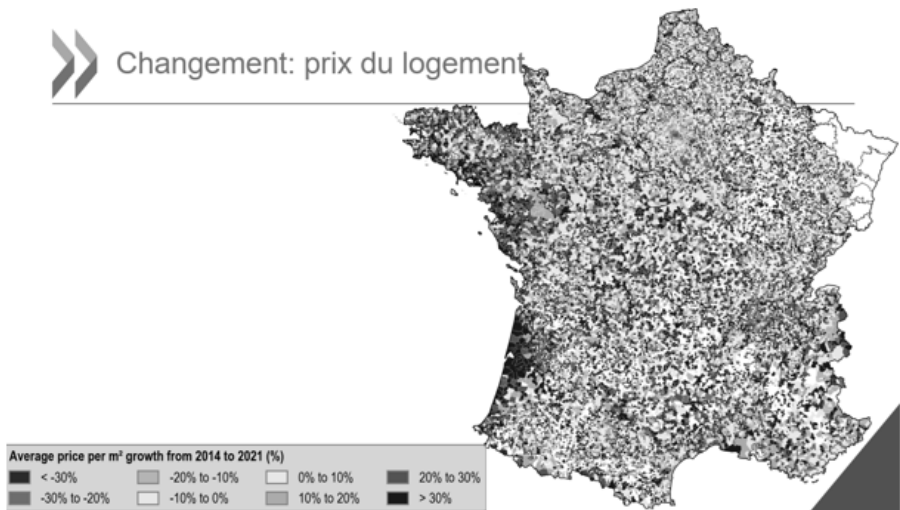 Changement: prix du logement
Average price per m² growth from 2014 to 2021 (%)
< -30% -20% to -10% 0% to 10% 20% to 30%
-30% to -20% -10% to 0% 10% to 20% > 30%